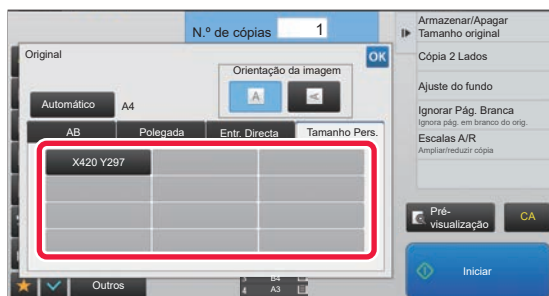 N.º de cópias
1
Original
OK
Orientação da imagem
A
A
Automático
A4
AB
Polegada
Entr. Directa
Tamanho Pers.
X420 Y297
Outros
3 B4
4 A3
Armazenar/Apagar
Tamanho original
Cópia 2 Lados
Ajuste do fundo
Ignorar Pág. Branca
Ignora pág. em branco do orig.
Escalas A/R
Ampliar/reduzir cópia
Pré-
visualização
CA
Iniciar